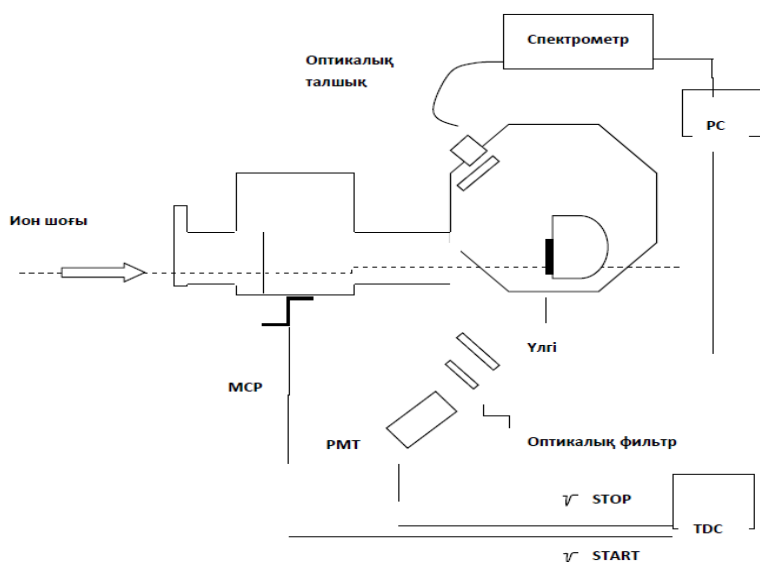 Спектрометр
Оптикалық
талшық
PC
Ион шоғы
Үлгі
MCP
PMT
Оптикалық фильтр
STOP
TDC
START